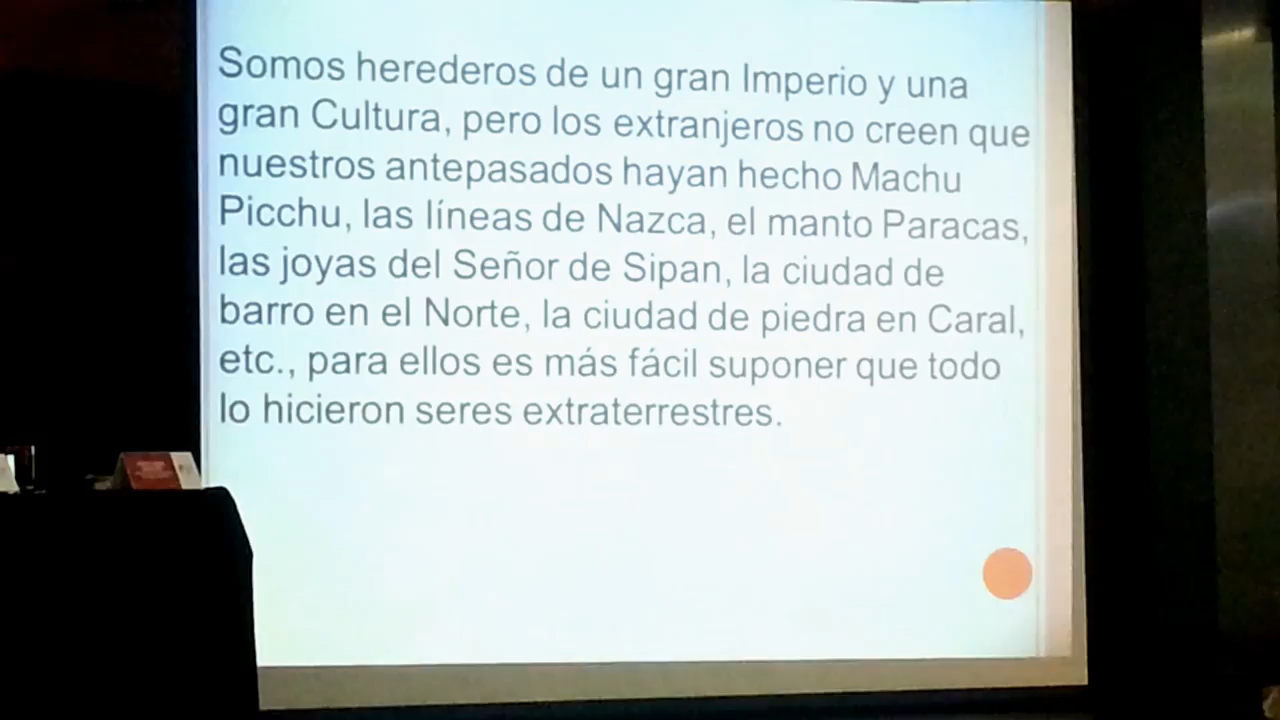 Somos herederos de un gran Imperio y una
gran Cultura, pero los extranjeros no creen que
nuestros antepasados hayan hecho Machu
Picchu, las líneas de Nazca, el manto Paracas,
las joyas del Señor de Sipan, la ciudad de
barro en el Norte, la ciudad de piedra en Caral,
etc., para ellos es más fácil suponer que todo
lo hicieron seres extraterrestres.